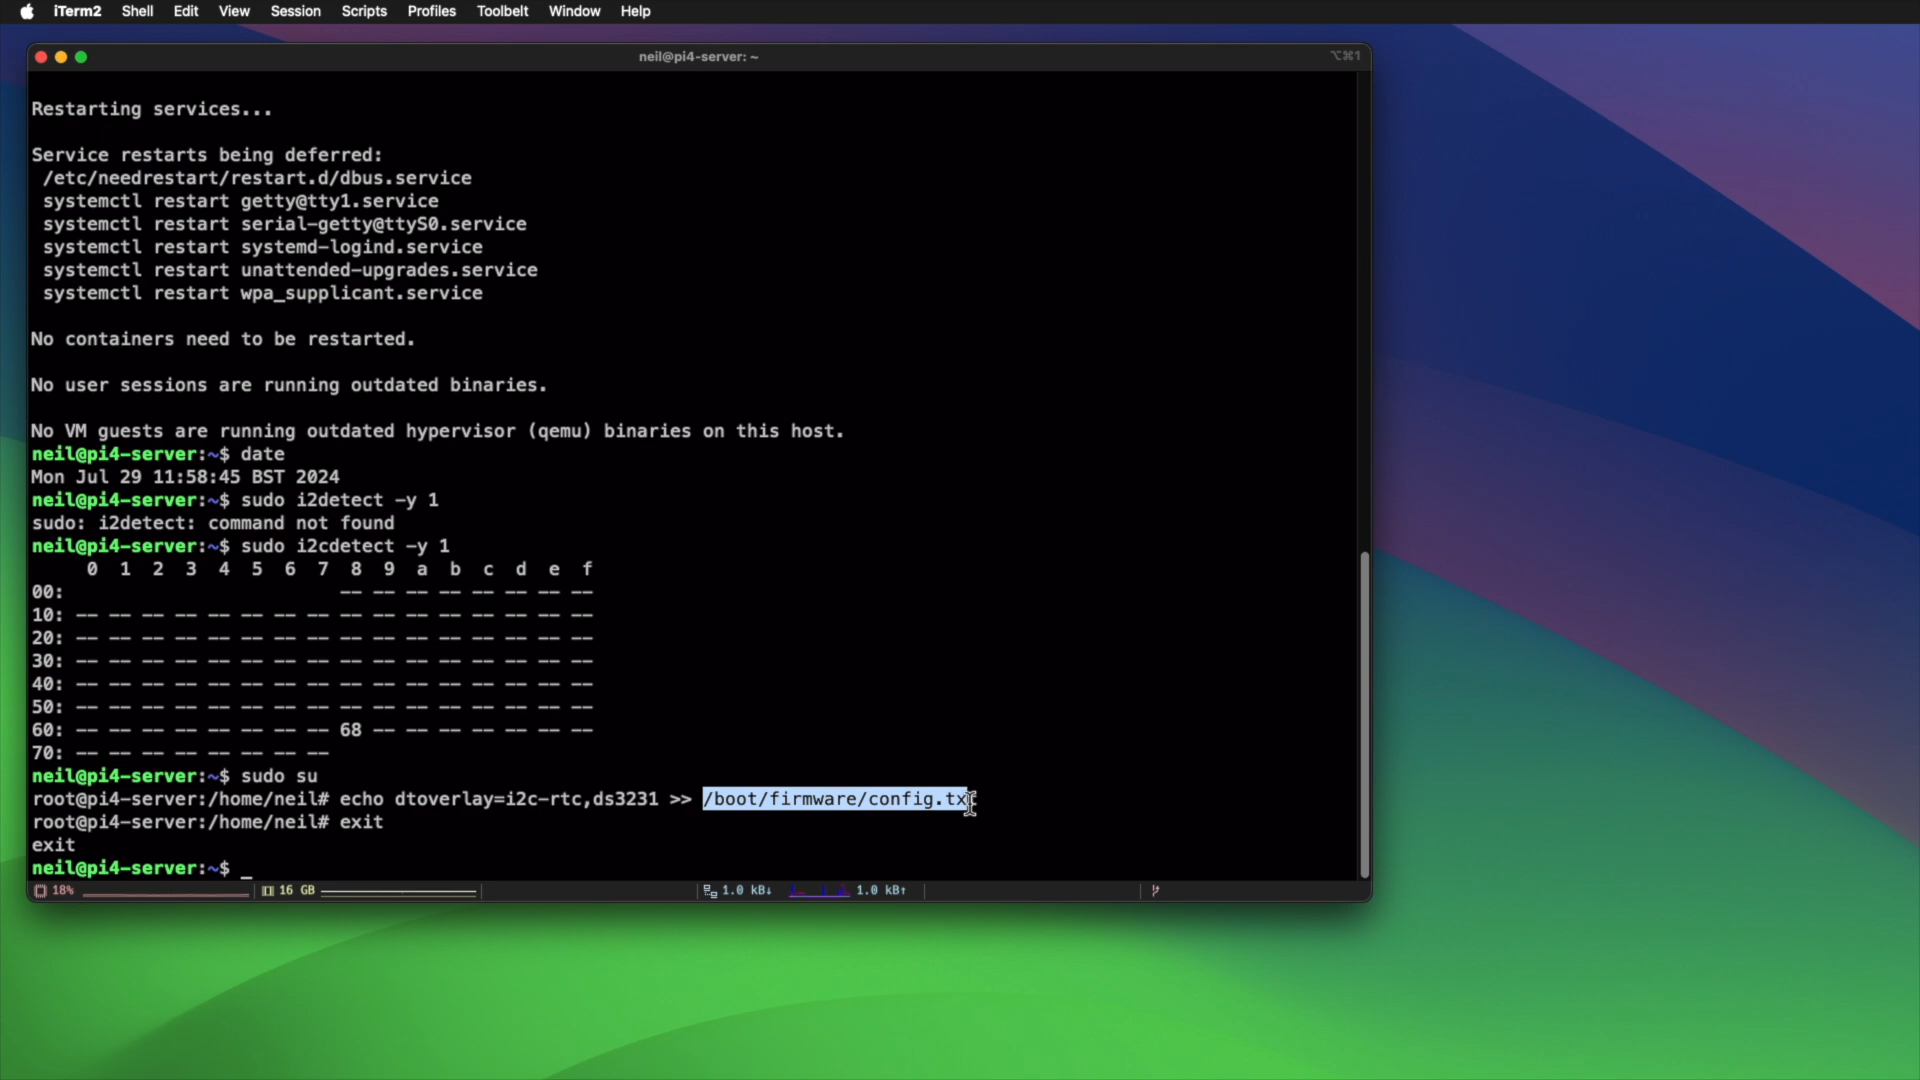 iTerm2 Shell Edit View Session Scripts Profiles Toolbelt Window Help
neil@pi4-server: ~ ⌥⌘1
Restarting services...
Service restarts being deferred:
/etc/needrestart/restart.d/dbus.service
systemctl restart getty@tty1.service
systemctl restart serial-getty@ttyS0.service
systemctl restart systemd-logind.service
systemctl restart unattended-upgrades.service
systemctl restart wpa_supplicant.service
No containers need to be restarted.
No user sessions are running outdated binaries.
No VM guests are running outdated hypervisor (qemu) binaries on this host.
neil@pi4-server:~$ date
Mon Jul 29 11:58:45 BST 2024
neil@pi4-server:~$ sudo i2detect -y 1
sudo: i2detect: command not found
neil@pi4-server:~$ sudo i2cdetect -y 1
0 1 2 3 4 5 6 7 8 9 a b c d e f
00: -- -- -- -- -- -- -- --
10: -- -- -- -- -- -- -- -- -- -- -- -- -- -- -- --
20: -- -- -- -- -- -- -- -- -- -- -- -- -- -- -- --
30: -- -- -- -- -- -- -- -- -- -- -- -- -- -- -- --
40: -- -- -- -- -- -- -- -- -- -- -- -- -- -- -- --
50: -- -- -- -- -- -- -- -- -- -- -- -- -- -- -- --
60: -- -- -- -- -- -- -- -- 68 -- -- -- -- -- -- --
70: -- -- -- -- -- -- -- --
neil@pi4-server:~$ sudo su
root@pi4-server:/home/neil# echo dtoverlay=i2c-rtc,ds3231 >> /boot/firmware/config.txt
root@pi4-server:/home/neil# exit
exit
neil@pi4-server:~$ _
18% 16 GB 1.0 kB↓ 1.0 kB↑